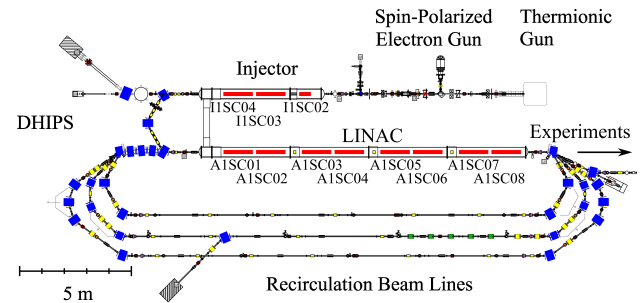 Spin-Polarized
Electron Gun
Thermionic
Gun
Injector
I1SC04
I1SC02
I1SC03
DHIPS
LINAC
Experiments
A1SC01
A1SC03
A1SC05
A1SC07
A1SC02
A1SC04
A1SC06
A1SC08
5 m
Recirculation Beam Lines